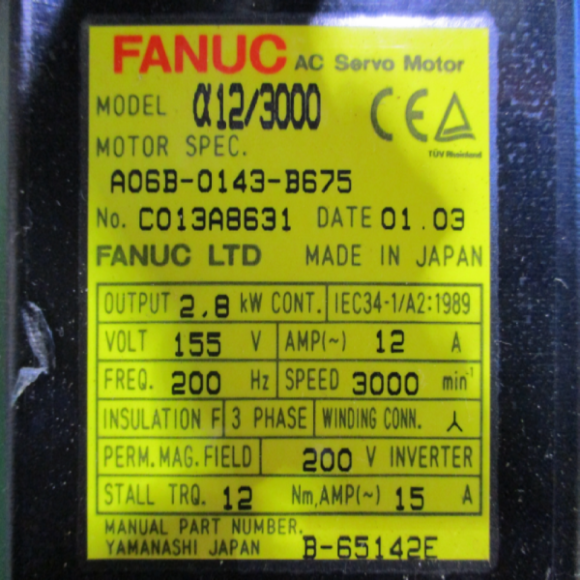 FANUC AC Servo Motor
MODEL α12/3000 CE
TÜV Rheinland
MOTOR SPEC.
A06B-0143-B675
No. C013A8631 DATE 01.03
FANUC LTD MADE IN JAPAN
OUTPUT 2.8 kW CONT. IEC34-1/A2:1989
VOLT 155 V AMP(~) 12 A
FREQ. 200 Hz SPEED 3000 min⁻¹
INSULATION F 3 PHASE WINDING CONN. ⅄
PERM.MAG.FIELD 200 V INVERTER
STALL TRQ. 12 Nm,AMP(~) 15 A
MANUAL PART NUMBER.
YAMANASHI JAPAN B-65142E